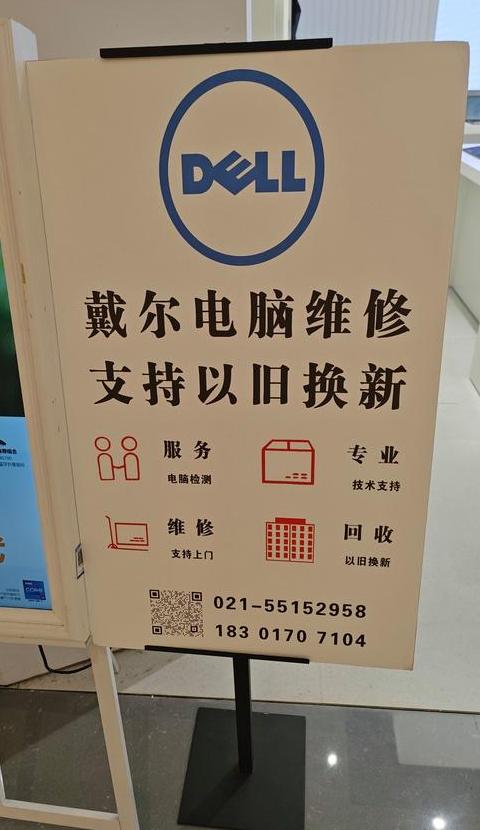 DELL
戴尔电脑维修
支持以旧换新
服务
电脑检测
专业
技术支持
维修
支持上门
回收
以旧换新
021-55152958
183 0170 7104